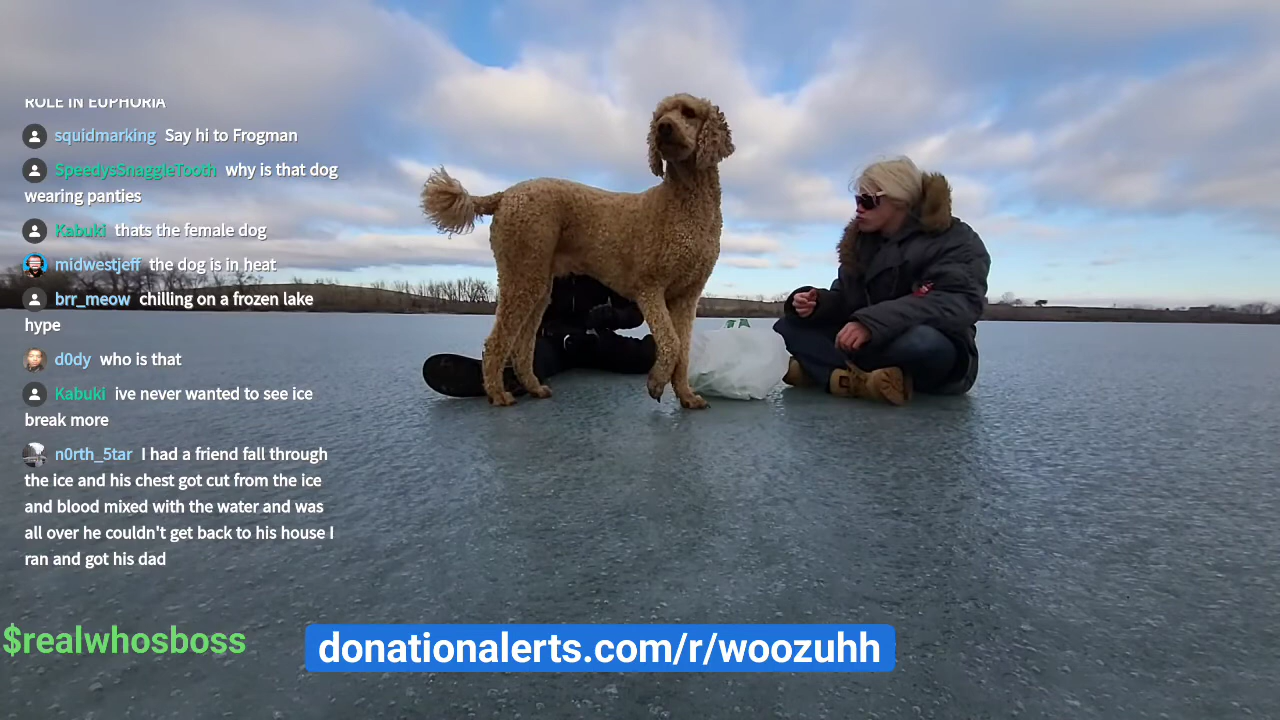 ROLE IN EUPHORIA
squidmarking Say hi to Frogman
SpeedysSnaggleTooth why is that dog
wearing panties
Kabuki thats the female dog
midwestjeff the dog is in heat
brr_meow chilling on a frozen lake
hype
d0dy who is that
Kabuki ive never wanted to see ice
break more
n0rth_5tar I had a friend fall through
the ice and his chest got cut from the ice
and blood mixed with the water and was
all over he couldn't get back to his house I
ran and got his dad
$realwhosboss
donationalerts.com/r/woozuhh